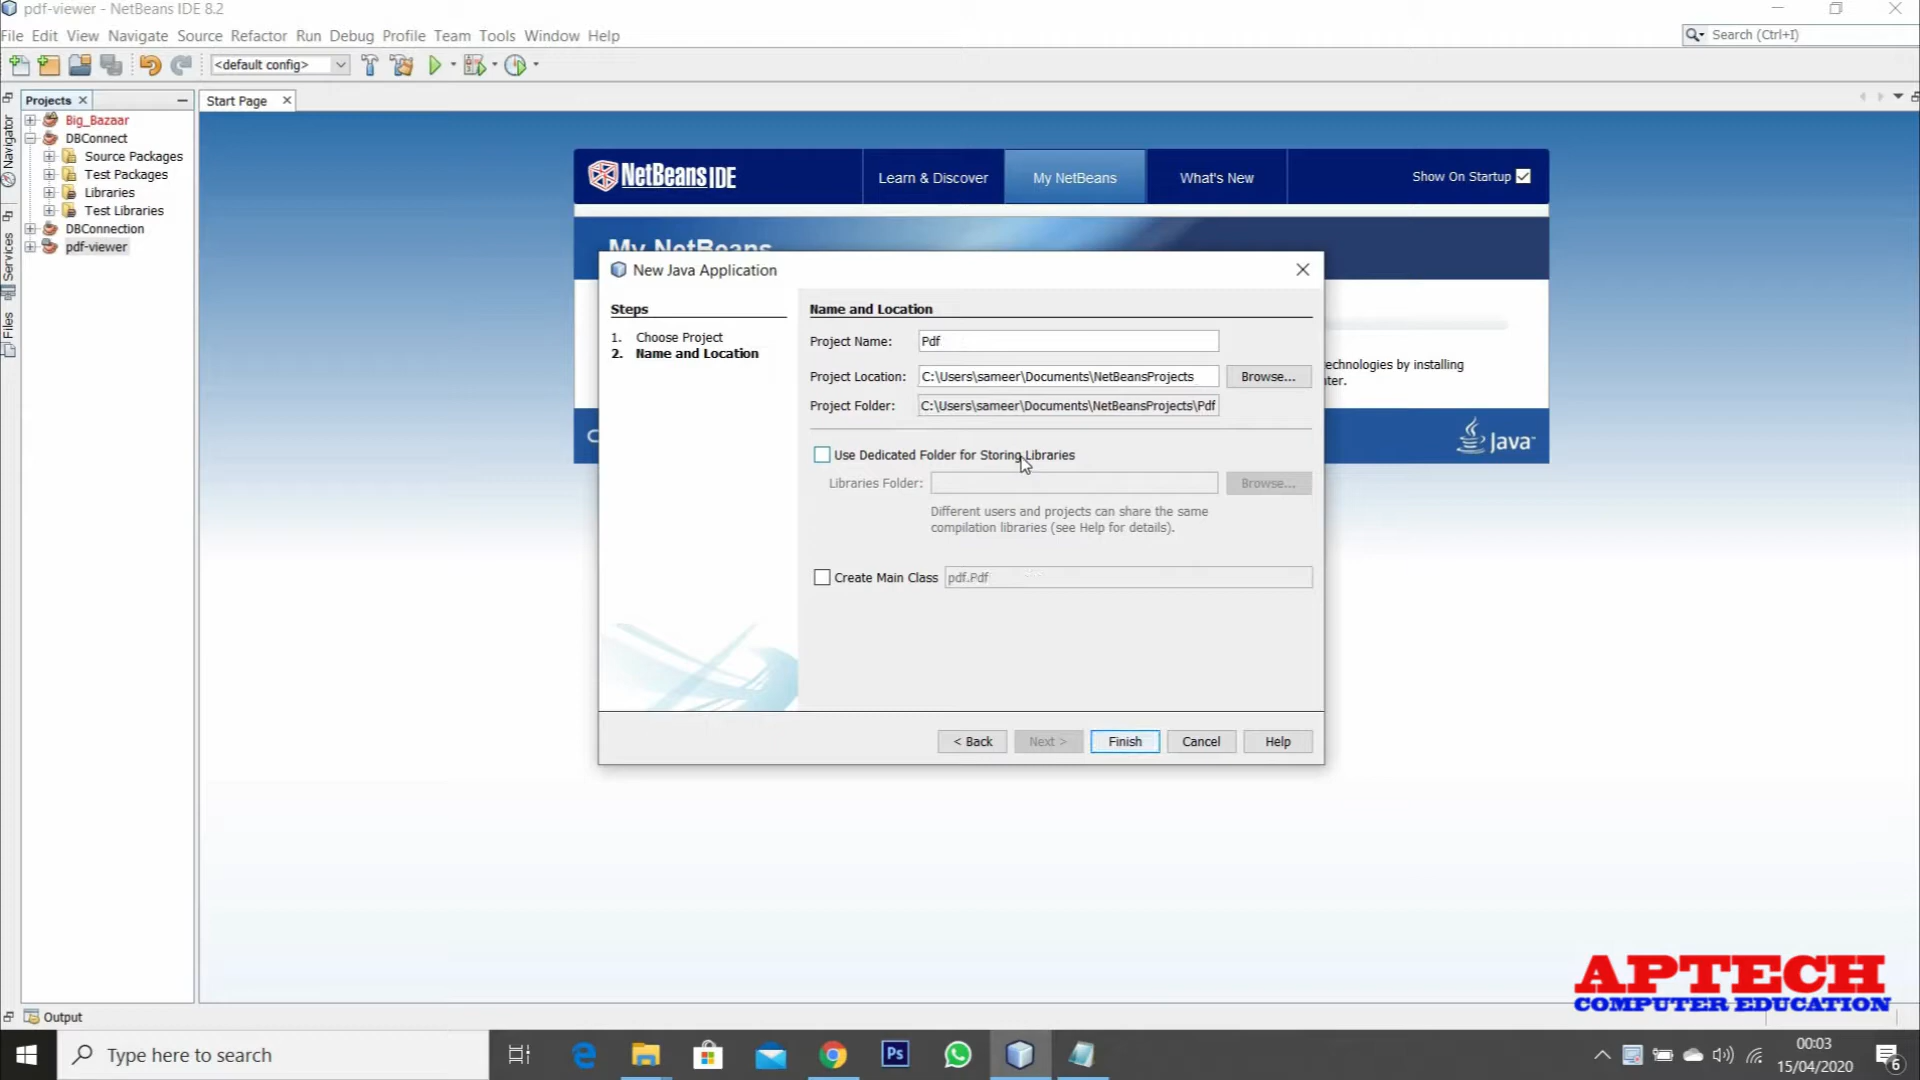 pdf-viewer - NetBeans IDE 8.2
File Edit View Navigate Source Refactor Run Debug Profile Team Tools Window Help
Search (Ctrl+I)
<default config>
Projects
Start Page
Navigator
Services
Files
Big_Bazaar
DBConnect
Source Packages
Test Packages
Libraries
Test Libraries
DBConnection
pdf-viewer
NetBeans IDE
Learn & Discover
My NetBeans
What's New
Show On Startup
My NetBeans
echnologies by installing
ter.
Java
New Java Application
Steps
1. Choose Project
2. Name and Location
Name and Location
Project Name: Pdf
Project Location: C:\Users\sameer\Documents\NetBeansProjects Browse...
Project Folder: C:\Users\sameer\Documents\NetBeansProjects\Pdf
Use Dedicated Folder for Storing Libraries
Libraries Folder: Browse...
Different users and projects can share the same
compilation libraries (see Help for details).
Create Main Class pdf.Pdf
< Back Next > Finish Cancel Help
APTECH
COMPUTER EDUCATION
Output
Type here to search
Ps
00:03
15/04/2020
6